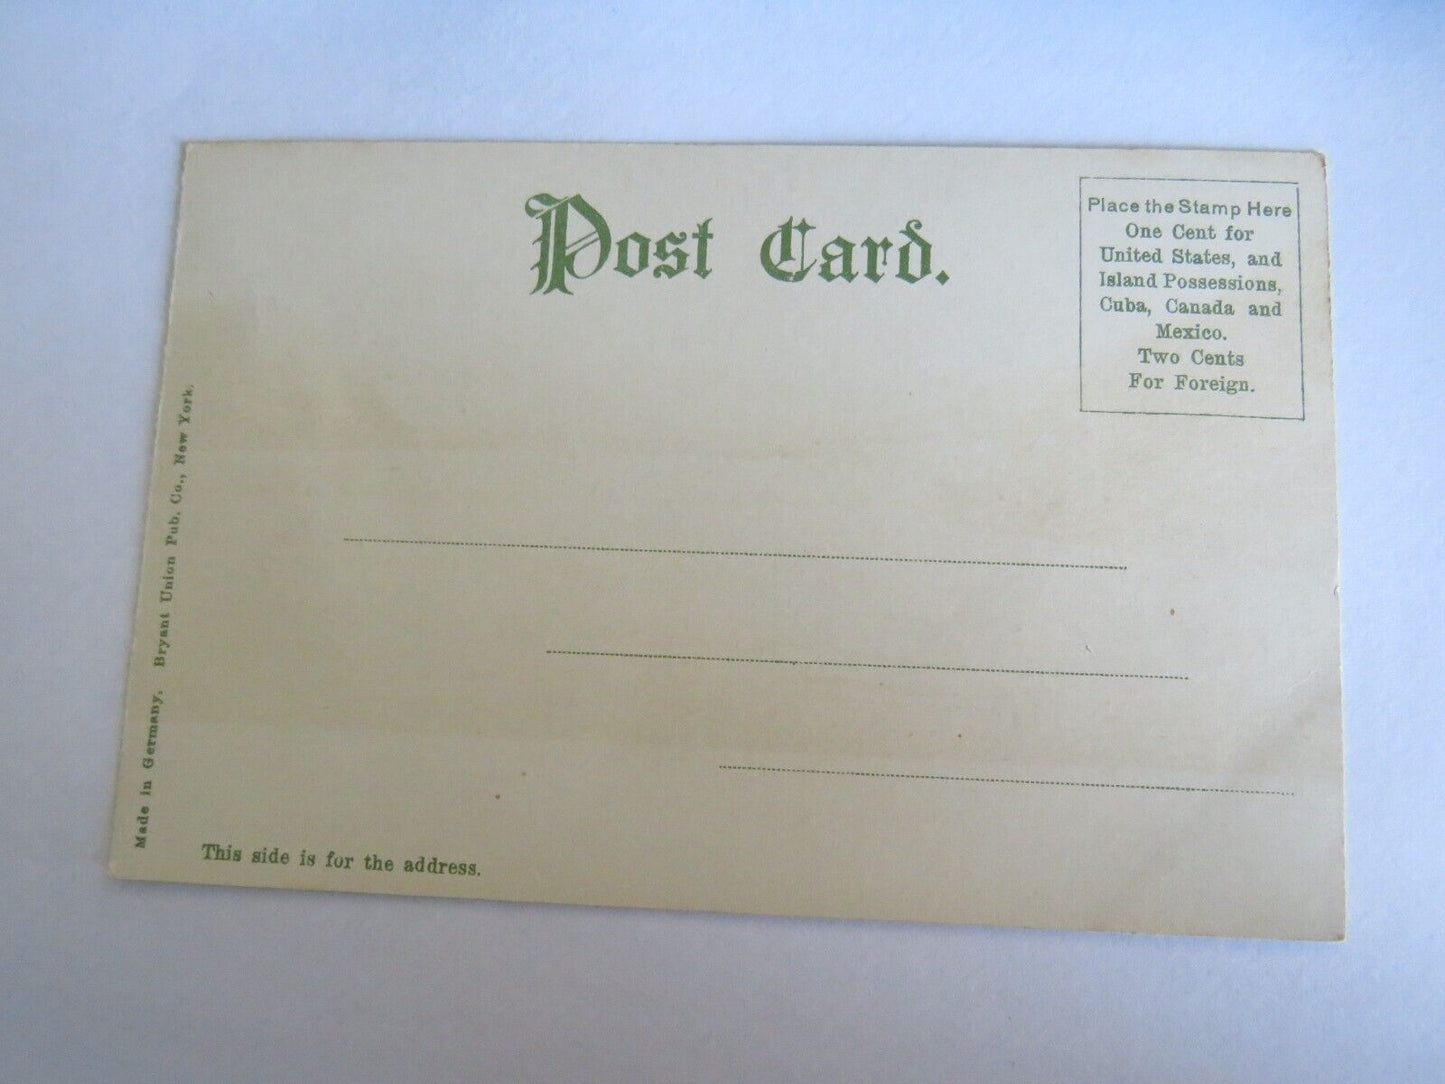 Post Card.
Place the Stamp Here
One Cent for
United States, and
Island Possessions,
Cuba, Canada and
Mexico.
Two Cents
For Foreign.
Made in Germany. Bryant Union Pub. Co., New York.
This side is for the address.